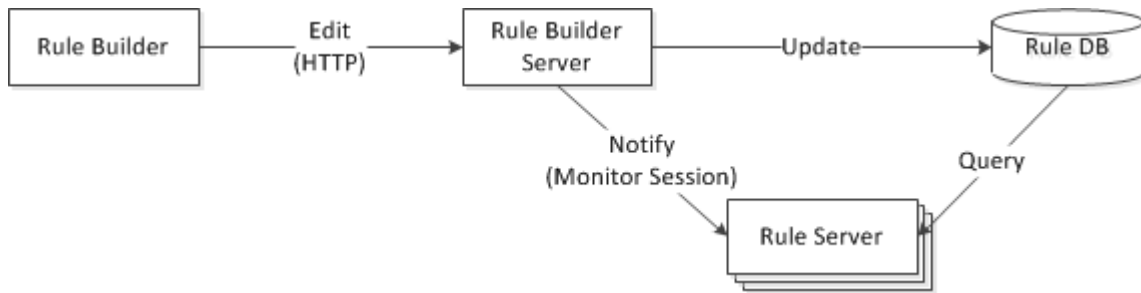 Rule Builder
Edit
(HTTP)
Rule Builder
Server
Update
Rule DB
Notify
(Monitor Session)
Query
Rule Server